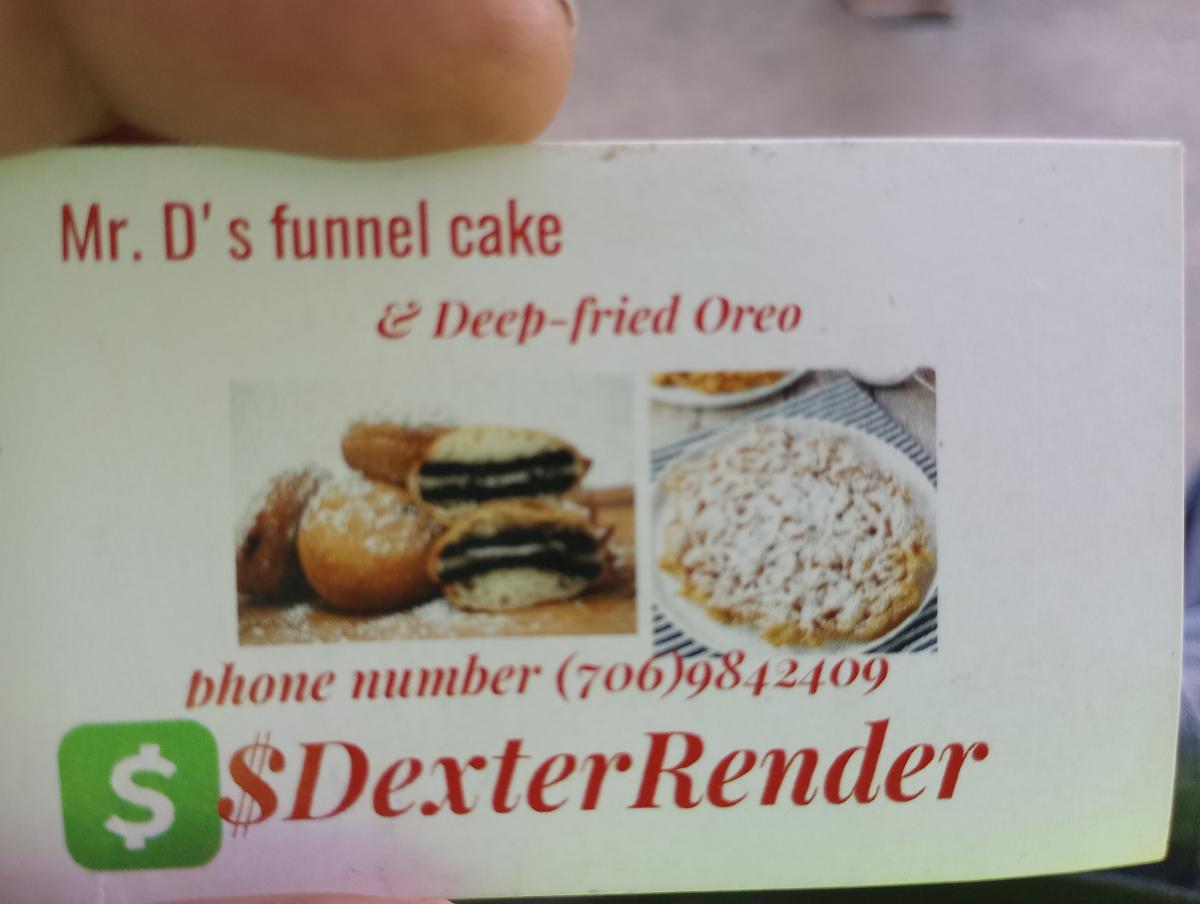 Mr. D's funnel cake
& Deep-fried Oreo
phone number (706)9842409
$
$DexterRender